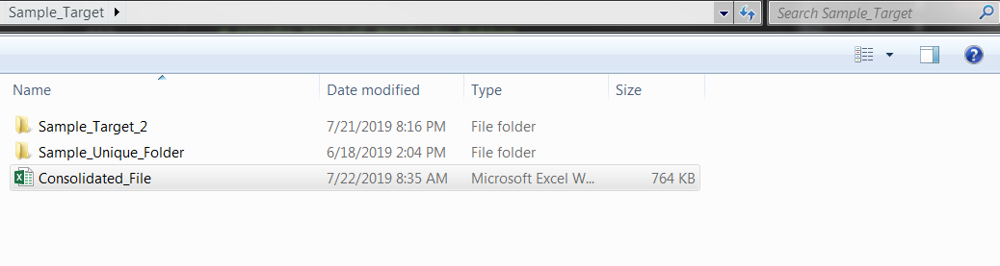 Sample_Target Search Sample_Target
Name Date modified Type Size
Sample_Target_2 7/21/2019 8:16 PM File folder
Sample_Unique_Folder 6/18/2019 2:04 PM File folder
Consolidated_File 7/22/2019 8:35 AM Microsoft Excel W... 764 KB